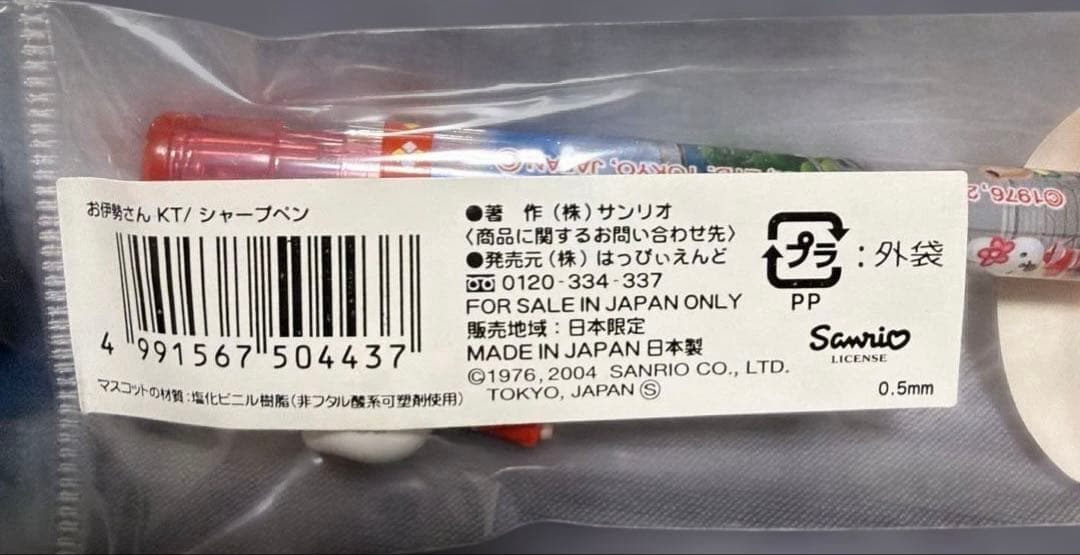 お伊勢さん KT/ シャープペン
4 991567 504437
マスコットの材質：塩化ビニル樹脂（非フタル酸系可塑剤使用）
●著 作（株）サンリオ
〈商品に関するお問い合わせ先〉
●発売元（株）はっぴぃえんど
0120-334-337
FOR SALE IN JAPAN ONLY
販売地域：日本限定
MADE IN JAPAN 日本製
©1976, 2004 SANRIO CO., LTD.
TOKYO, JAPAN Ⓢ
プラ：外袋
PP
Sanrio
LICENSE
0.5mm
TD. TOKYO, JAPAN
©1976, 2